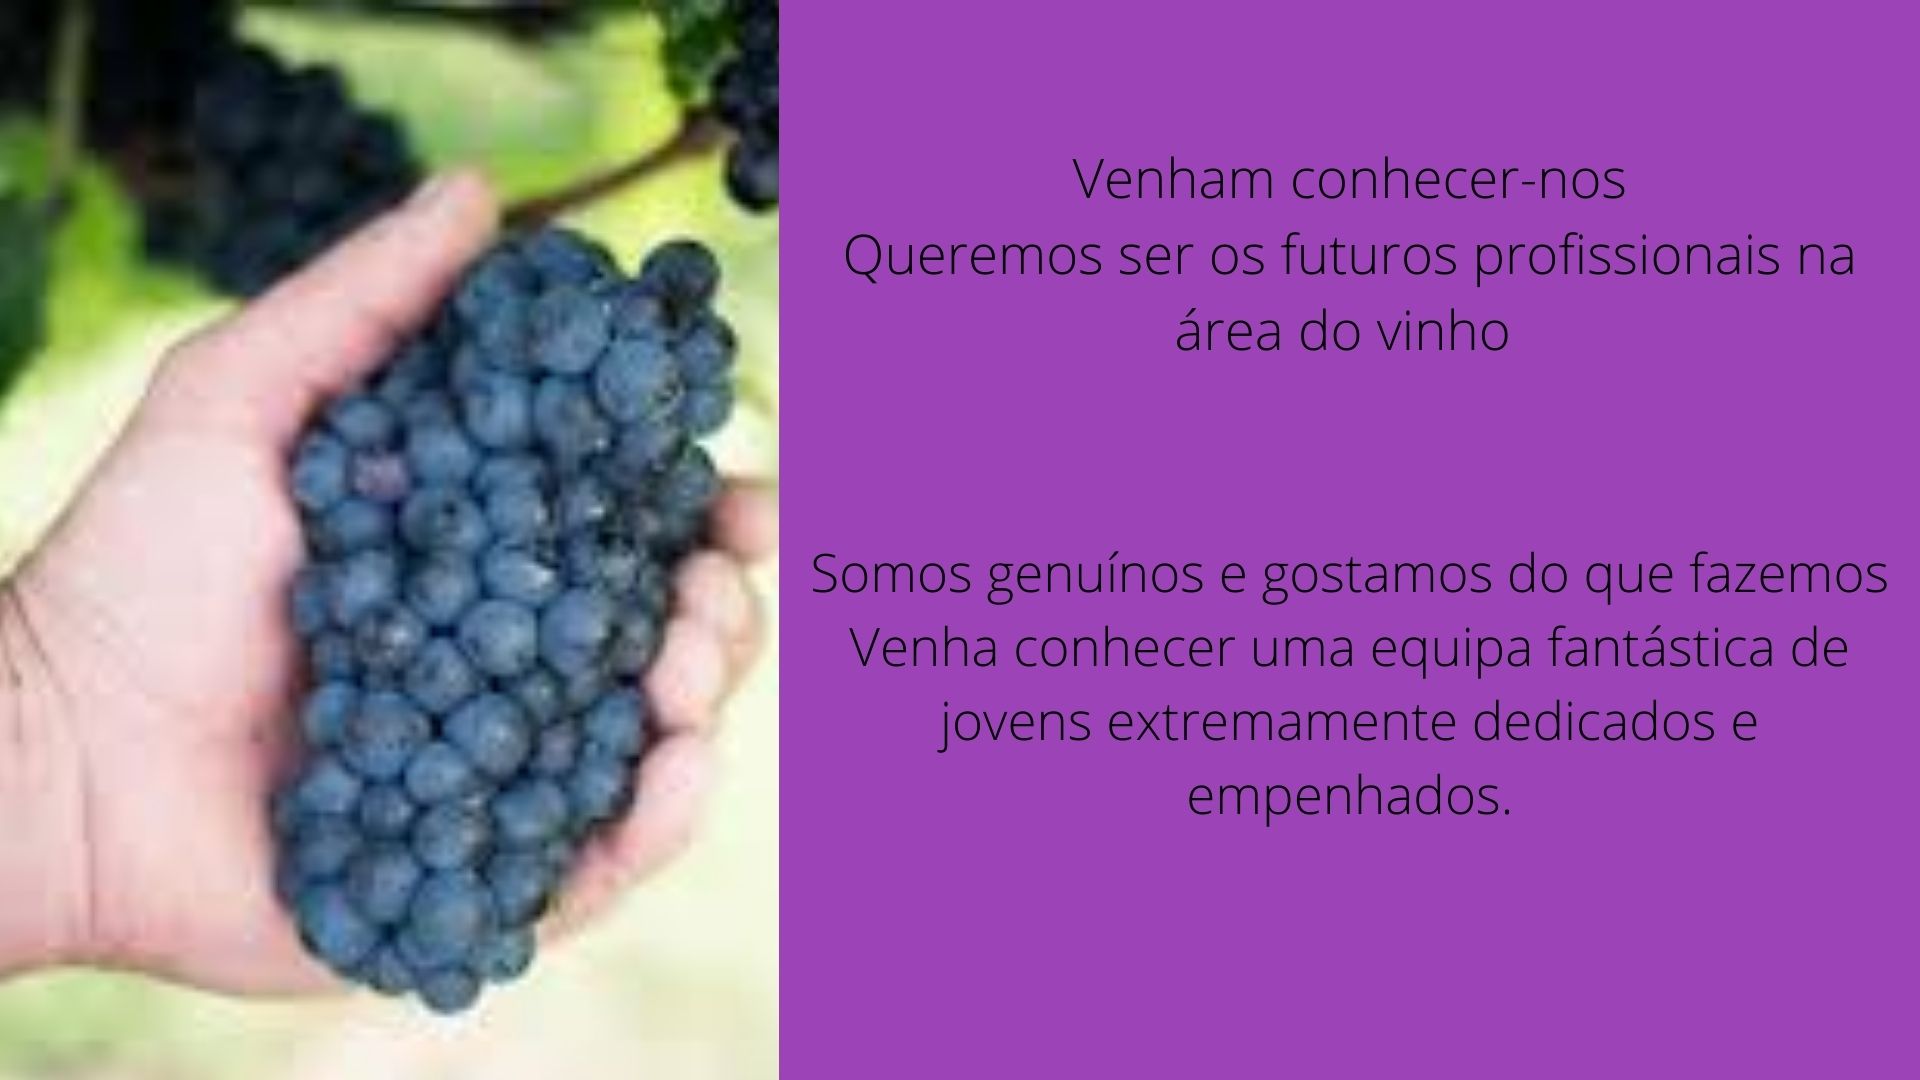 Venham conhecer-nos
Queremos ser os futuros profissionais na
área do vinho
Somos genuínos e gostamos do que fazemos
Venha conhecer uma equipa fantástica de
jovens extremamente dedicados e
empenhados.